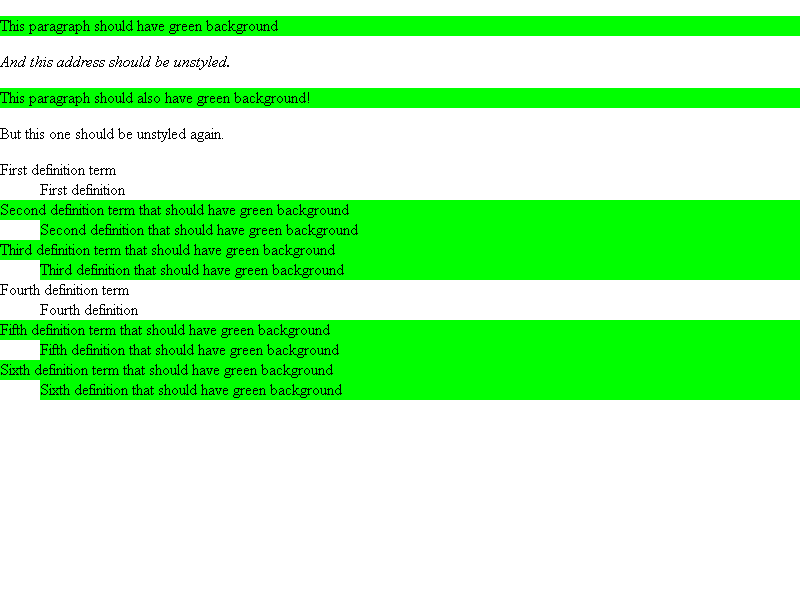 This paragraph should have green background
And this address should be unstyled.
This paragraph should also have green background!
But this one should be unstyled again.
First definition term
First definition
Second definition term that should have green background
Second definition that should have green background
Third definition term that should have green background
Third definition that should have green background
Fourth definition term
Fourth definition
Fifth definition term that should have green background
Fifth definition that should have green background
Sixth definition term that should have green background
Sixth definition that should have green background